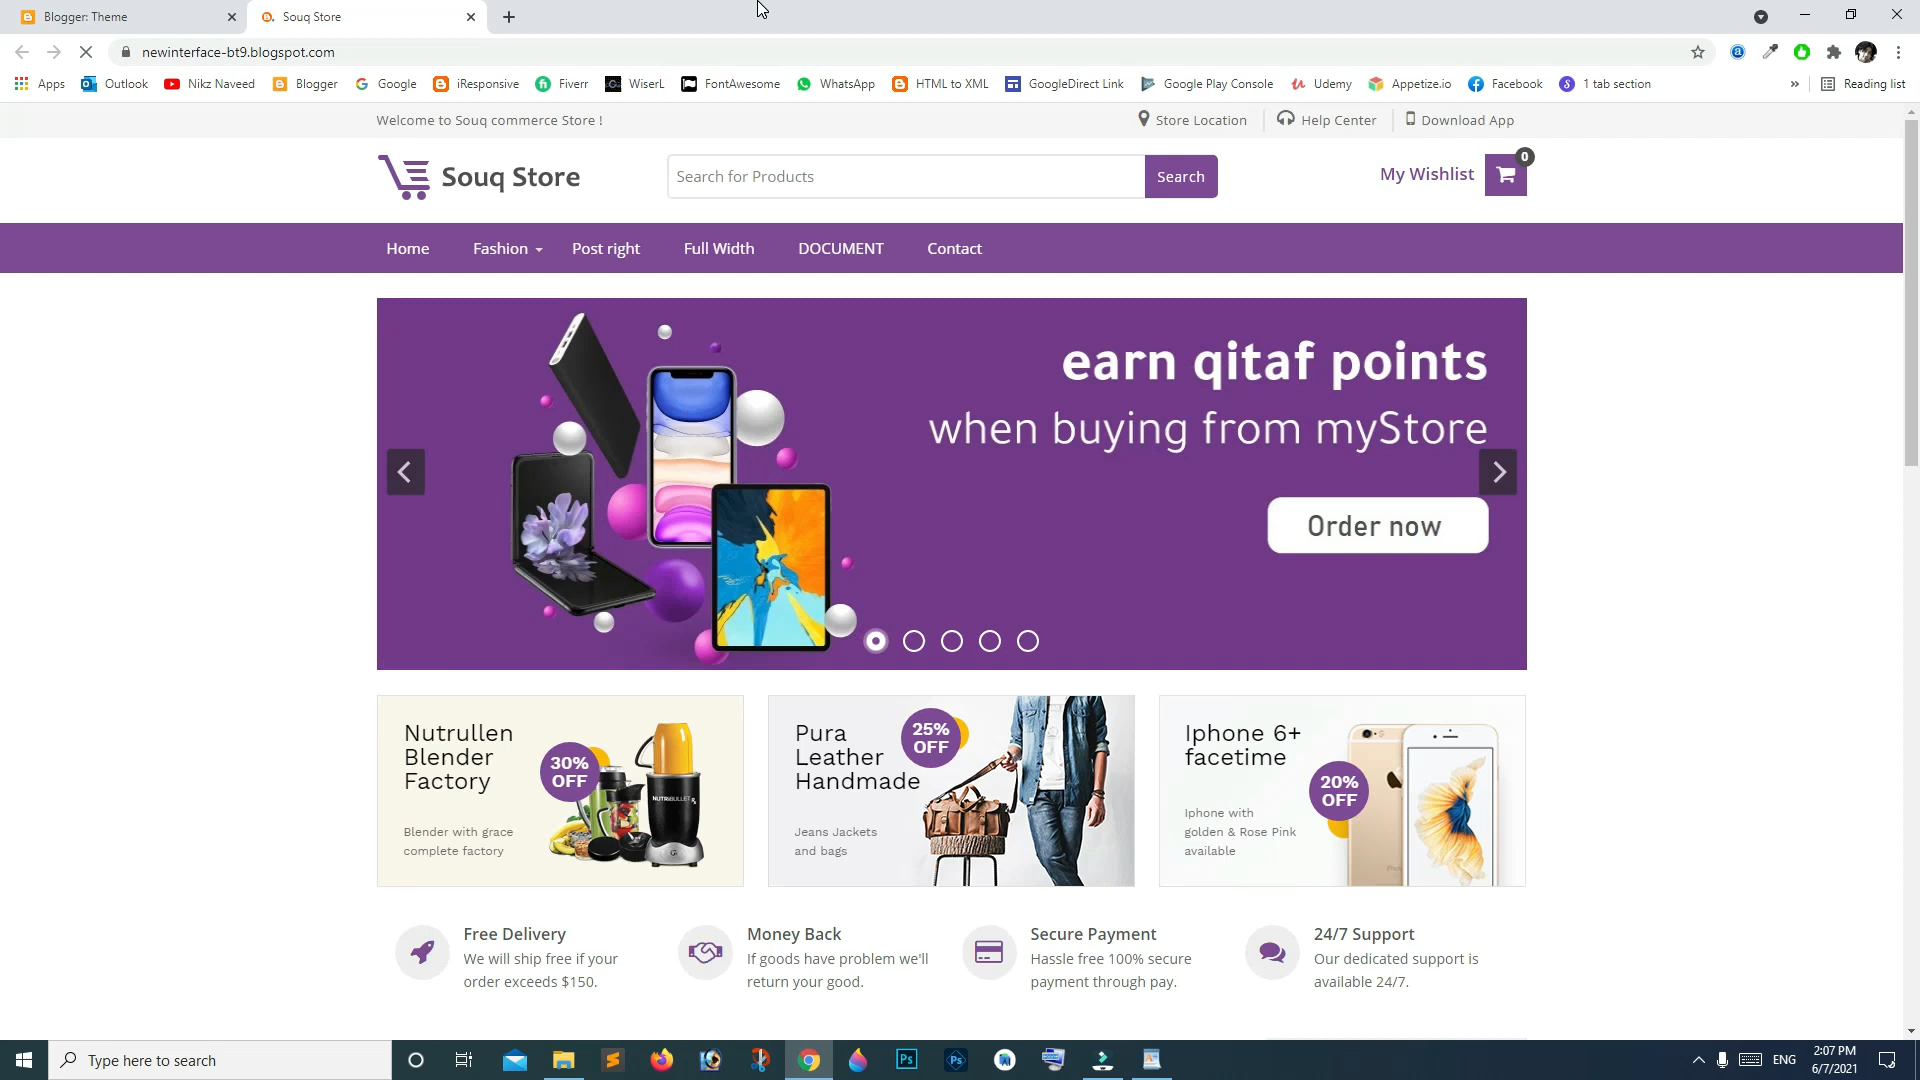 Blogger: Theme
Souq Store
newinterface-bt9.blogspot.com
Apps Outlook Nikz Naveed Blogger Google iResponsive Fiverr WiserL FontAwesome WhatsApp HTML to XML GoogleDirect Link Google Play Console Udemy Appetize.io Facebook 1 tab section » Reading list
Welcome to Souq commerce Store !
Store Location Help Center Download App
Souq Store
Search for Products
Search
My Wishlist
0
Home Fashion Post right Full Width DOCUMENT Contact
earn qitaf points
when buying from myStore
Order now
Nutrullen
Blender
Factory
30%
OFF
Blender with grace
complete factory
NUTRiBULLET Rx
Pura
Leather
Handmade
25%
OFF
Jeans Jackets
and bags
Iphone 6+
facetime
20%
OFF
Iphone with
golden & Rose Pink
available
Free Delivery
We will ship free if your
order exceeds $150.
Money Back
If goods have problem we'll
return your good.
Secure Payment
Hassle free 100% secure
payment through pay.
24/7 Support
Our dedicated support is
available 24/7.
Type here to search
Ps
Ps
ENG
2:07 PM
6/7/2021